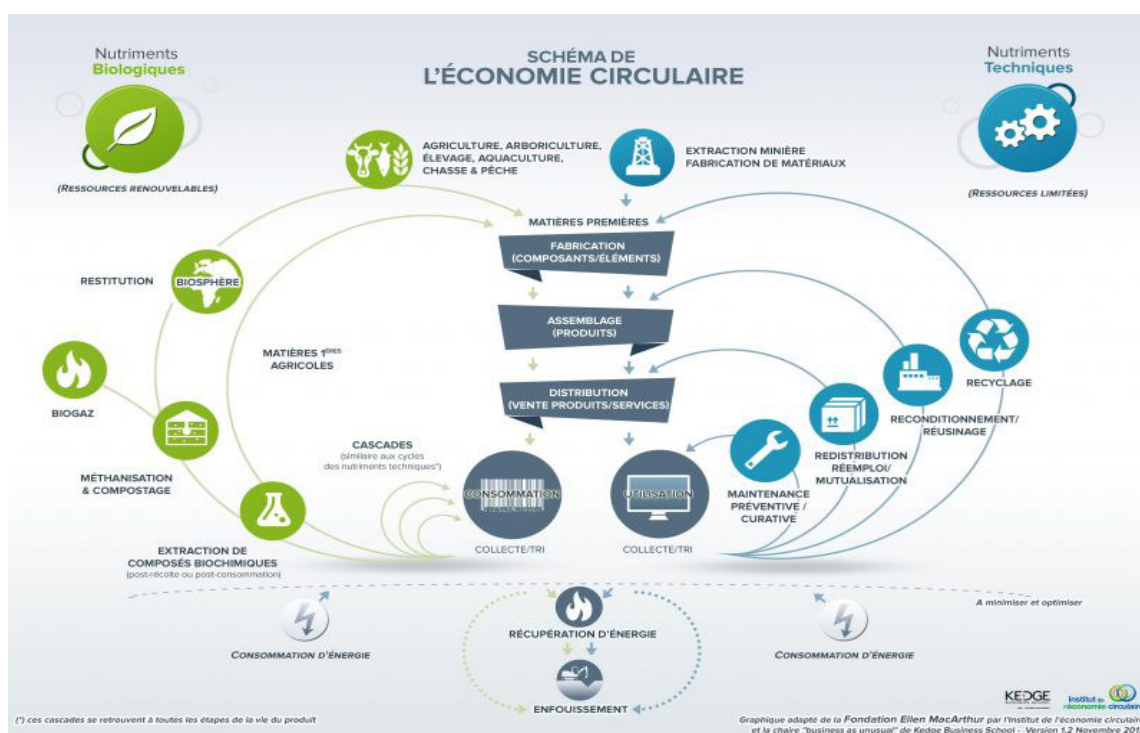 Nutriments
Biologiques
(RESSOURCES RENOUVELABLES)
SCHÉMA DE
L'ÉCONOMIE CIRCULAIRE
Nutriments
Techniques
(RESSOURCES LIMITÉES)
AGRICULTURE, ARBORICULTURE,
ÉLEVAGE, AQUACULTURE,
CHASSE & PÊCHE
EXTRACTION MINIÈRE
FABRICATION DE MATÉRIAUX
MATIÈRES PREMIÈRES
FABRICATION
(COMPOSANTS/ÉLÉMENTS)
ASSEMBLAGE
(PRODUITS)
DISTRIBUTION
(VENTE PRODUITS/SERVICES)
RESTITUTION
BIOSPHÈRE
MATIÈRES 1ÈRES
AGRICOLES
BIOGAZ
MÉTHANISATION
& COMPOSTAGE
EXTRACTION DE
COMPOSÉS BIOCHIMIQUES
(post-récolte ou post-consommation)
CASCADES
(similaire aux cycles
des nutriments techniques*)
CONSOMMATION
COLLECTE/TRI
UTILISATION
COLLECTE/TRI
MAINTENANCE
PRÉVENTIVE /
CURATIVE
REDISTRIBUTION
RÉEMPLOI/
MUTUALISATION
RECONDITIONNEMENT/
RÉUSINAGE
RECYCLAGE
A minimiser et optimiser
CONSOMMATION D'ÉNERGIE
RÉCUPÉRATION D'ÉNERGIE
CONSOMMATION D'ÉNERGIE
ENFOUISSEMENT
KEDGE
Institut de
l'économie circulaire
(*) ces cascades se retrouvent à toutes les étapes de la vie du produit
Graphique adapté de la Fondation Ellen MacArthur par l'Institut de l'économie circulaire
et la chaire "business as unusual" de Kedge Business School - Version 1.2 Novembre 201